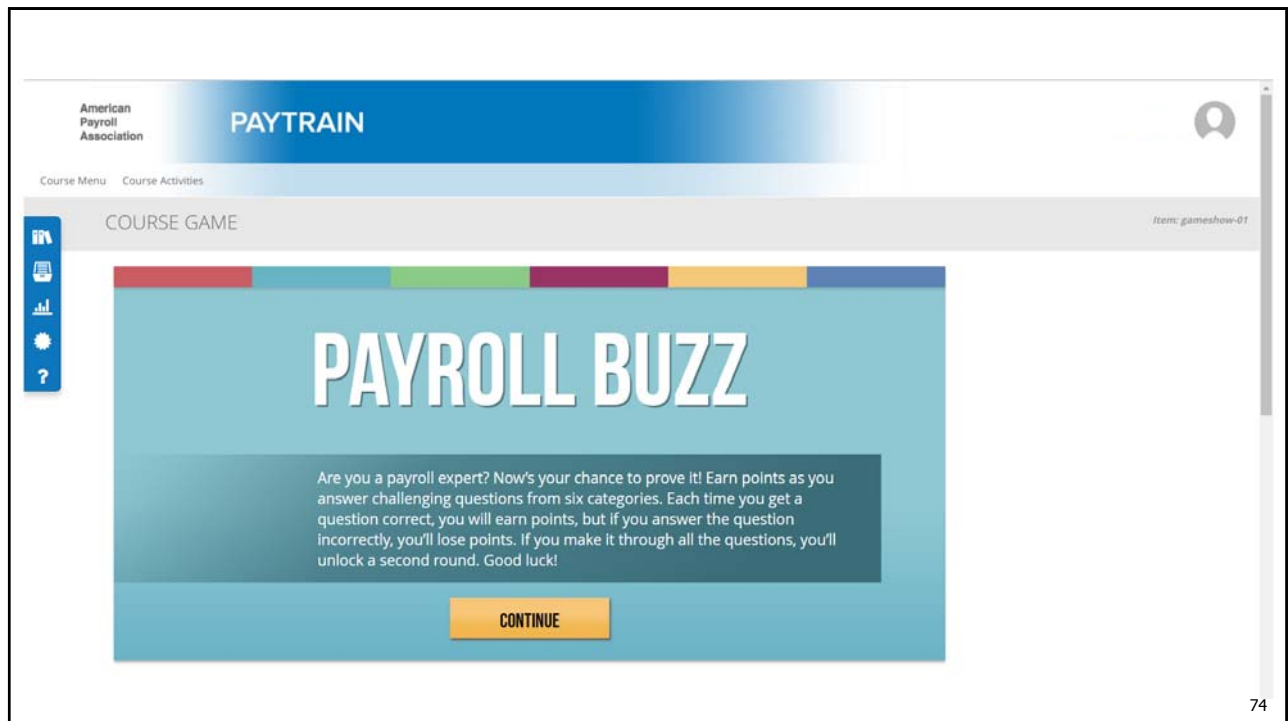 American
Payroll
Association
PAYTRAIN
Course Menu Course Activities
COURSE GAME
Item: gameshow-01
?
PAYROLL BUZZ
Are you a payroll expert? Now's your chance to prove it! Earn points as you
answer challenging questions from six categories. Each time you get a
question correct, you will earn points, but if you answer the question
incorrectly, you'll lose points. If you make it through all the questions, you'll
unlock a second round. Good luck!
CONTINUE
74